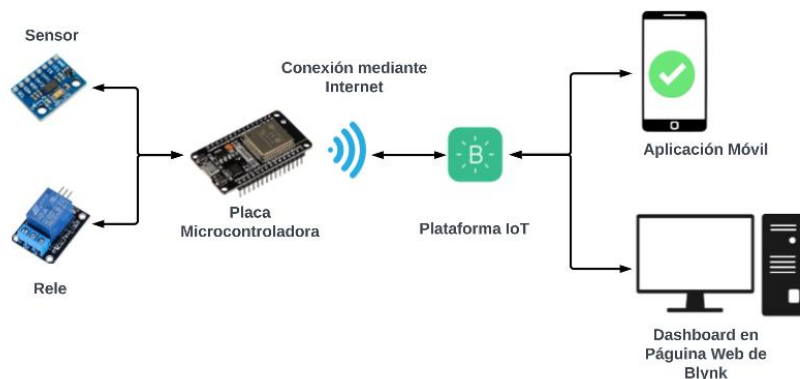 Sensor
Conexión mediante
Internet
Placa
Microcontroladora
Rele
B
Plataforma IoT
Aplicación Móvil
Dashboard en
Páguina Web de
Blynk